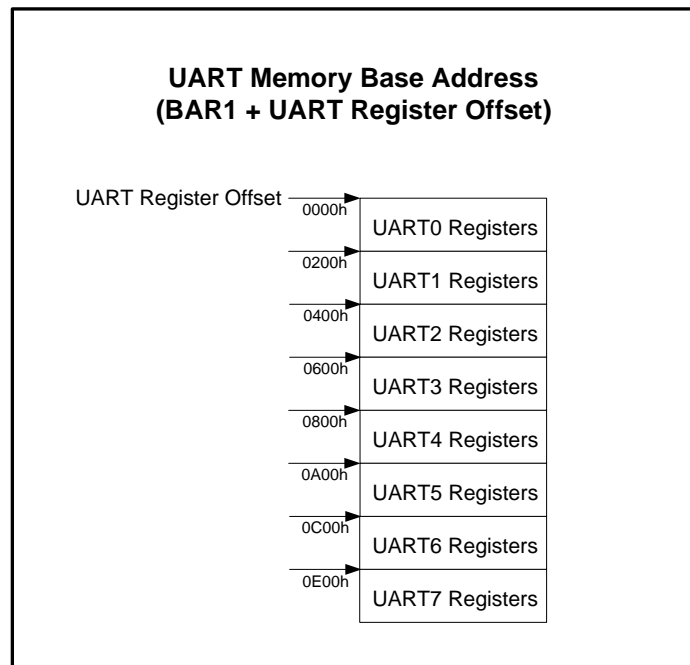 UART Memory Base Address
(BAR1 + UART Register Offset)
UART Register Offset
0000h
UART0 Registers
0200h
UART1 Registers
0400h
UART2 Registers
0600h
UART3 Registers
0800h
UART4 Registers
0A00h
UART5 Registers
0C00h
UART6 Registers
0E00h
UART7 Registers